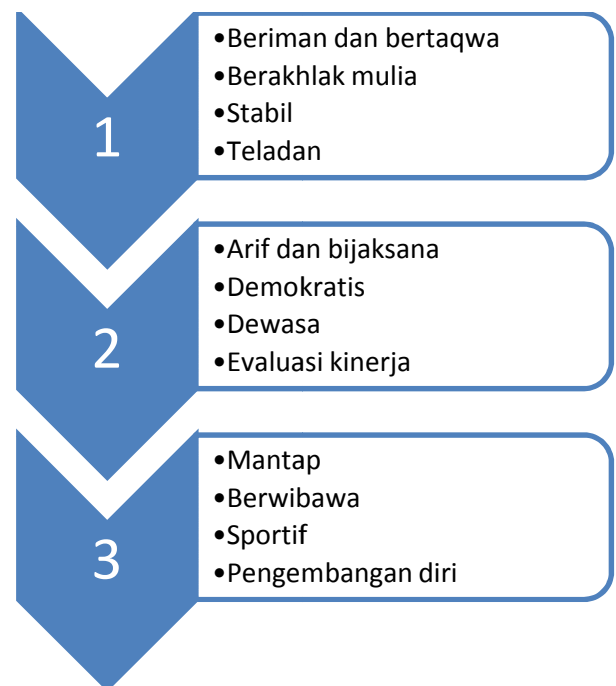 1
•Beriman dan bertaqwa
•Berakhlak mulia
•Stabil
•Teladan
2
•Arif dan bijaksana
•Demokratis
•Dewasa
•Evaluasi kinerja
3
•Mantap
•Berwibawa
•Sportif
•Pengembangan diri